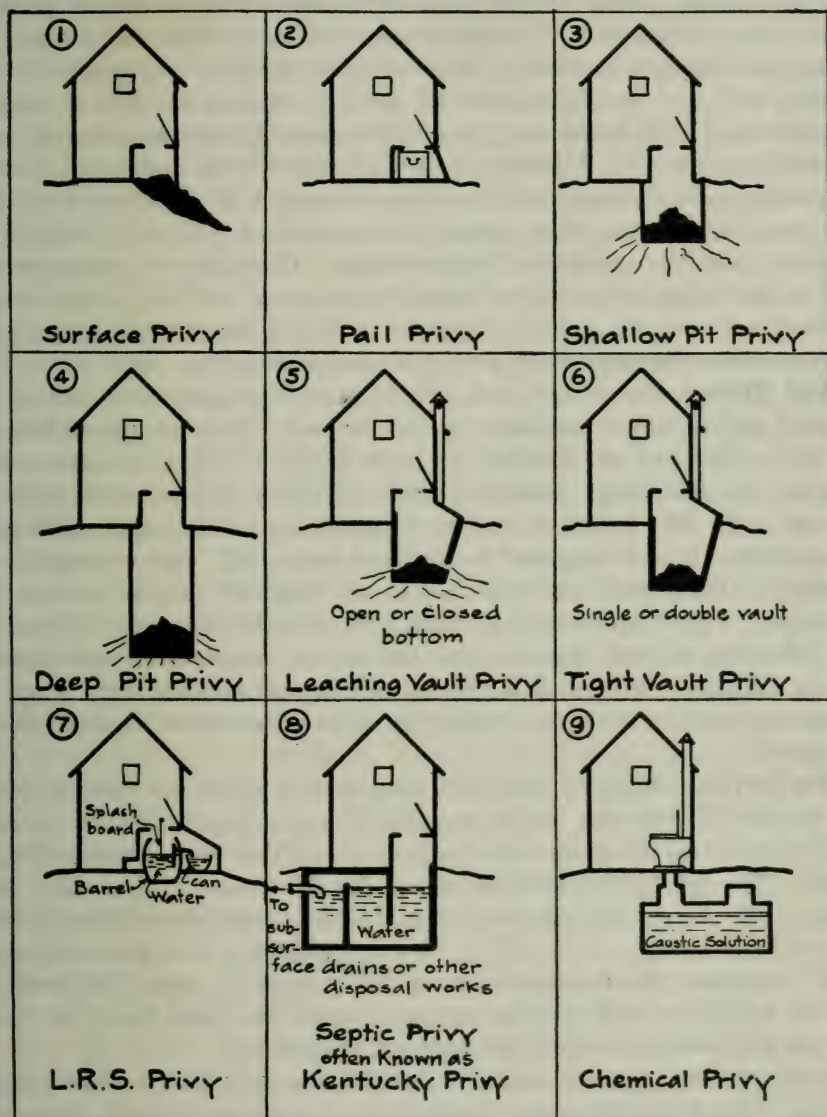 ①
Surface Privy
②
Pail Privy
③
Shallow Pit Privy
④
Deep Pit Privy
⑤
Open or closed
bottom
Leaching Vault Privy
⑥
Single or double vault
Tight Vault Privy
⑦
Splash
board
Barrel
Water
can
L.R.S. Privy
⑧
Water
To
sub-
sur-
face drains or other
disposal works
Septic Privy
often Known as
Kentucky Privy
⑨
Caustic Solution
Chemical Privy